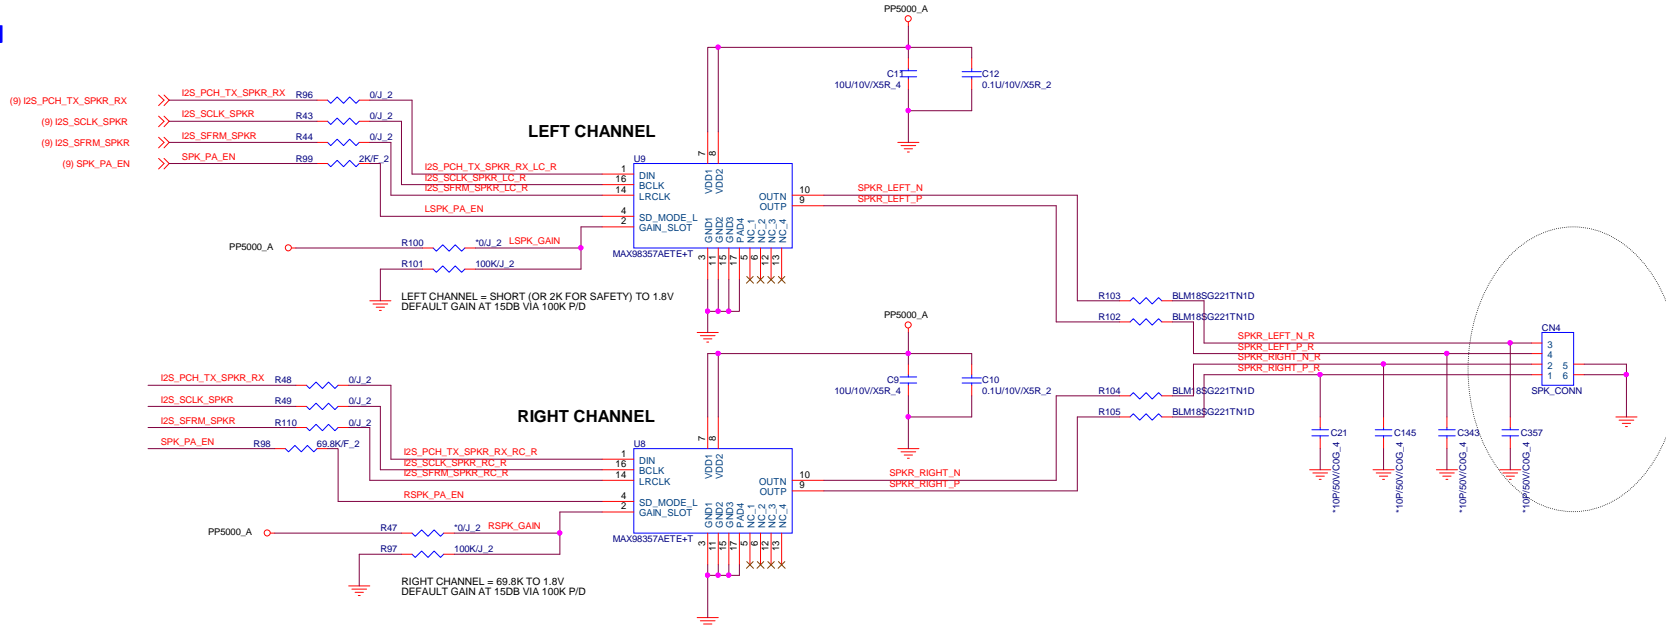 PP5000_A
C11
10U/10V/X5R_4
C12
0.1U/10V/X5R_2
(9) I2S_PCH_TX_SPKR_RX
I2S_PCH_TX_SPKR_RX
R96
0/J_2
(9) I2S_SCLK_SPKR
I2S_SCLK_SPKR
R43
0/J_2
(9) I2S_SFRM_SPKR
I2S_SFRM_SPKR
R44
0/J_2
(9) SPK_PA_EN
SPK_PA_EN
R99
2K/F_2
LEFT CHANNEL
U9
I2S_PCH_TX_SPKR_RX_LC_R
I2S_SCLK_SPKR_LC_R
I2S_SFRM_SPKR_LC_R
LSPK_PA_EN
1
16
14
4
2
DIN
BCLK
LRCLK
SD_MODE_L
GAIN_SLOT
7
8
VDD1
VDD2
OUTN
OUTP
10
9
SPKR_LEFT_N
SPKR_LEFT_P
GND1
GND2
GND3
PAD4
NC_1
NC_2
NC_3
NC_4
3
11
15
17
5
6
12
13
MAX98357AETE+T
PP5000_A
R100
*0/J_2
LSPK_GAIN
R101
100K/J_2
LEFT CHANNEL = SHORT (OR 2K FOR SAFETY) TO 1.8V
DEFAULT GAIN AT 15DB VIA 100K P/D
R103
BLM18SG221TN1D
R102
BLM18SG221TN1D
PP5000_A
C9
10U/10V/X5R_4
C10
0.1U/10V/X5R_2
R104
BLM18SG221TN1D
R105
BLM18SG221TN1D
SPKR_LEFT_N_R
SPKR_LEFT_P_R
SPKR_RIGHT_N_R
SPKR_RIGHT_P_R
CN4
3
4
2
1
5
6
SPK_CONN
C21
*10P/50V/C0G_4
C145
*10P/50V/C0G_4
C343
*10P/50V/C0G_4
C357
*10P/50V/C0G_4
I2S_PCH_TX_SPKR_RX
R48
0/J_2
I2S_SCLK_SPKR
R49
0/J_2
I2S_SFRM_SPKR
R110
0/J_2
SPK_PA_EN
R98
69.8K/F_2
RIGHT CHANNEL
U8
I2S_PCH_TX_SPKR_RX_RC_R
I2S_SCLK_SPKR_RC_R
I2S_SFRM_SPKR_RC_R
RSPK_PA_EN
1
16
14
4
2
DIN
BCLK
LRCLK
SD_MODE_L
GAIN_SLOT
7
8
VDD1
VDD2
OUTN
OUTP
10
9
SPKR_RIGHT_N
SPKR_RIGHT_P
GND1
GND2
GND3
PAD4
NC_1
NC_2
NC_3
NC_4
3
11
15
17
5
6
12
13
MAX98357AETE+T
PP5000_A
R47
*0/J_2
RSPK_GAIN
R97
100K/J_2
RIGHT CHANNEL = 69.8K TO 1.8V
DEFAULT GAIN AT 15DB VIA 100K P/D